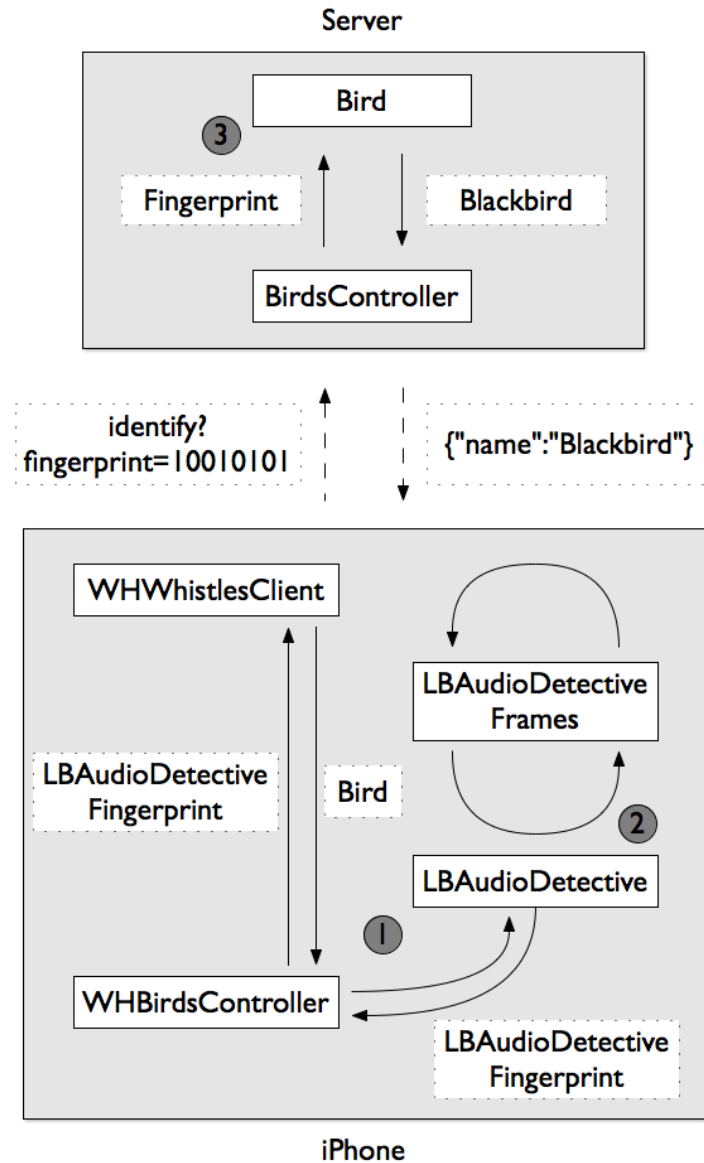 Server
Bird
3
Fingerprint
Blackbird
BirdsController
identify?
fingerprint=10010101
{"name":"Blackbird"}
WHWhistlesClient
LBAudioDetective
Frames
LBAudioDetective
Fingerprint
Bird
2
LBAudioDetective
1
WHBirdsController
LBAudioDetective
Fingerprint
iPhone